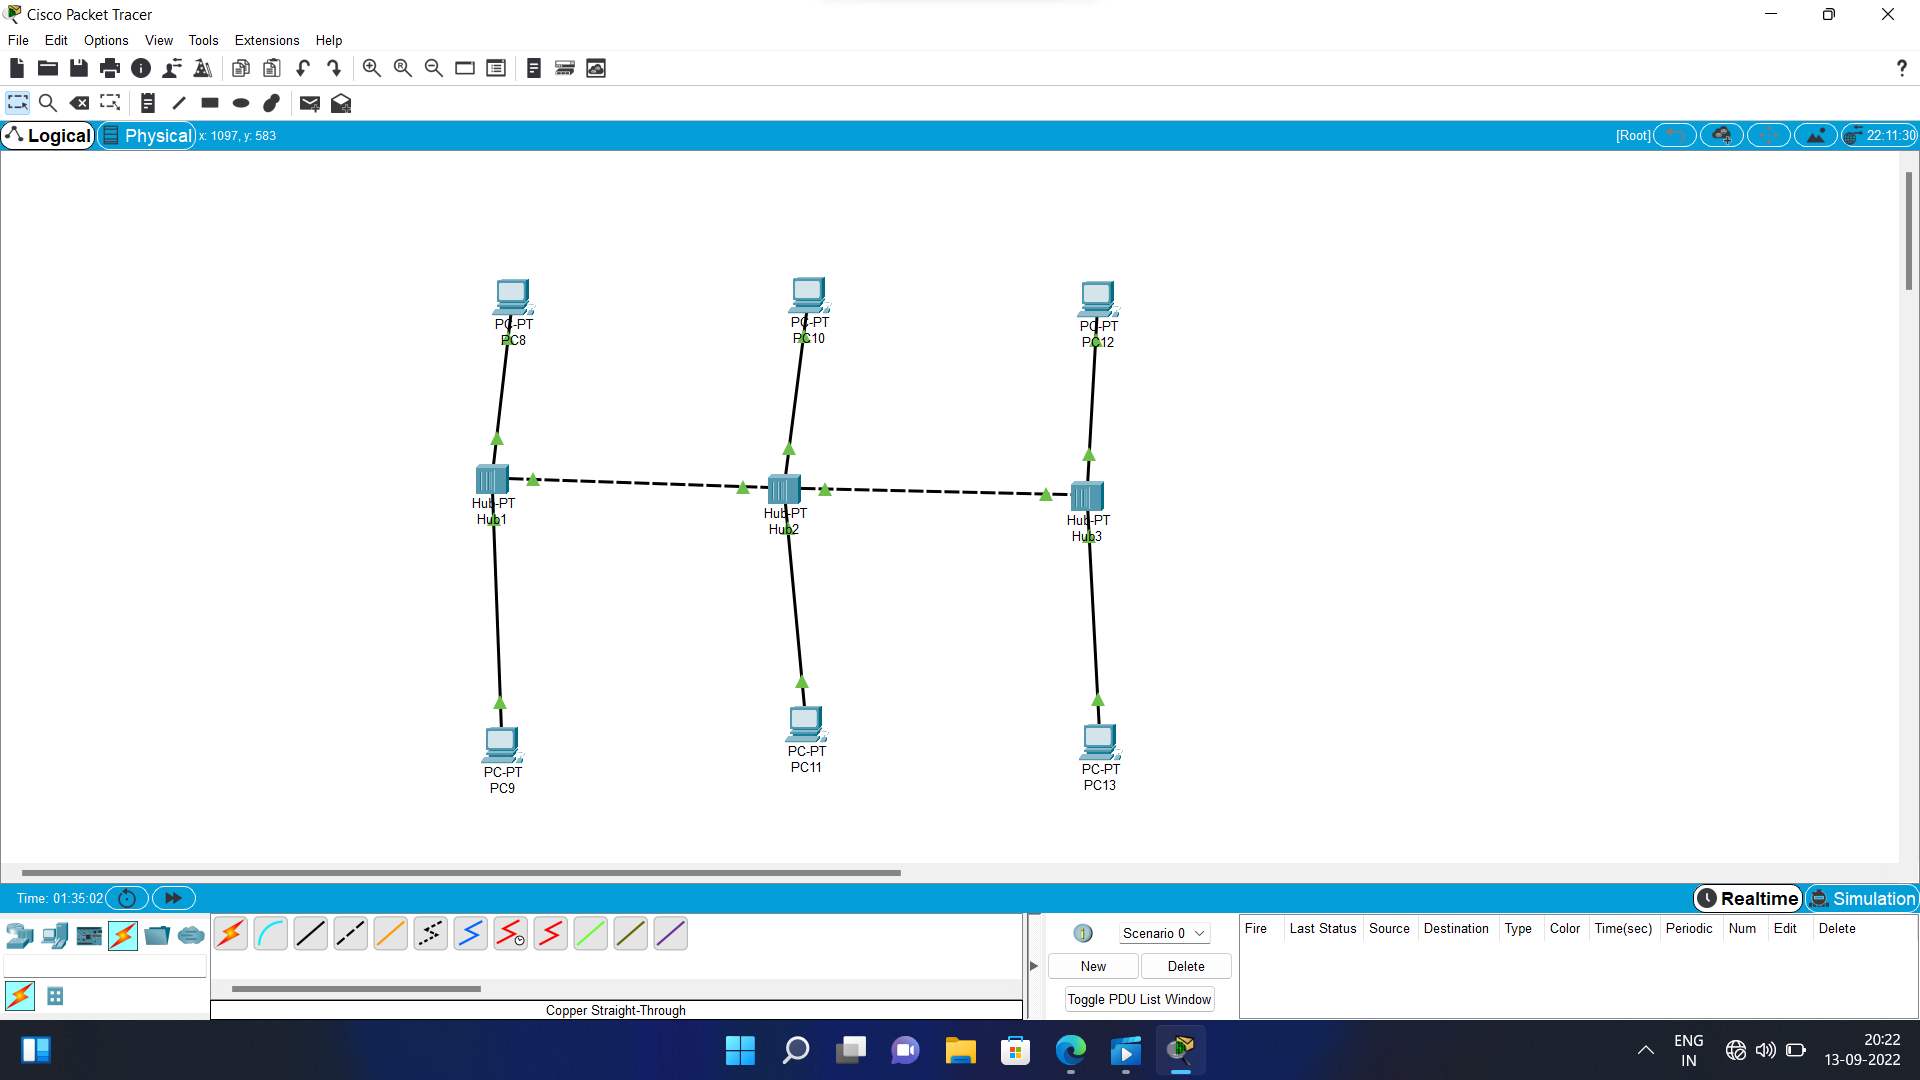 Cisco Packet Tracer
File Edit Options View Tools Extensions Help
Logical Physical x: 1097, y: 583 [Root] 22:11:30
PC-PT
PC8
PC-PT
PC10
PC-PT
PC12
Hub-PT
Hub1
Hub-PT
Hub2
Hub-PT
Hub3
PC-PT
PC9
PC-PT
PC11
PC-PT
PC13
Time: 01:35:02 Realtime Simulation
Scenario 0
New Delete
Toggle PDU List Window
Fire Last Status Source Destination Type Color Time(sec) Periodic Num Edit Delete
Copper Straight-Through
ENG
IN
20:22
13-09-2022